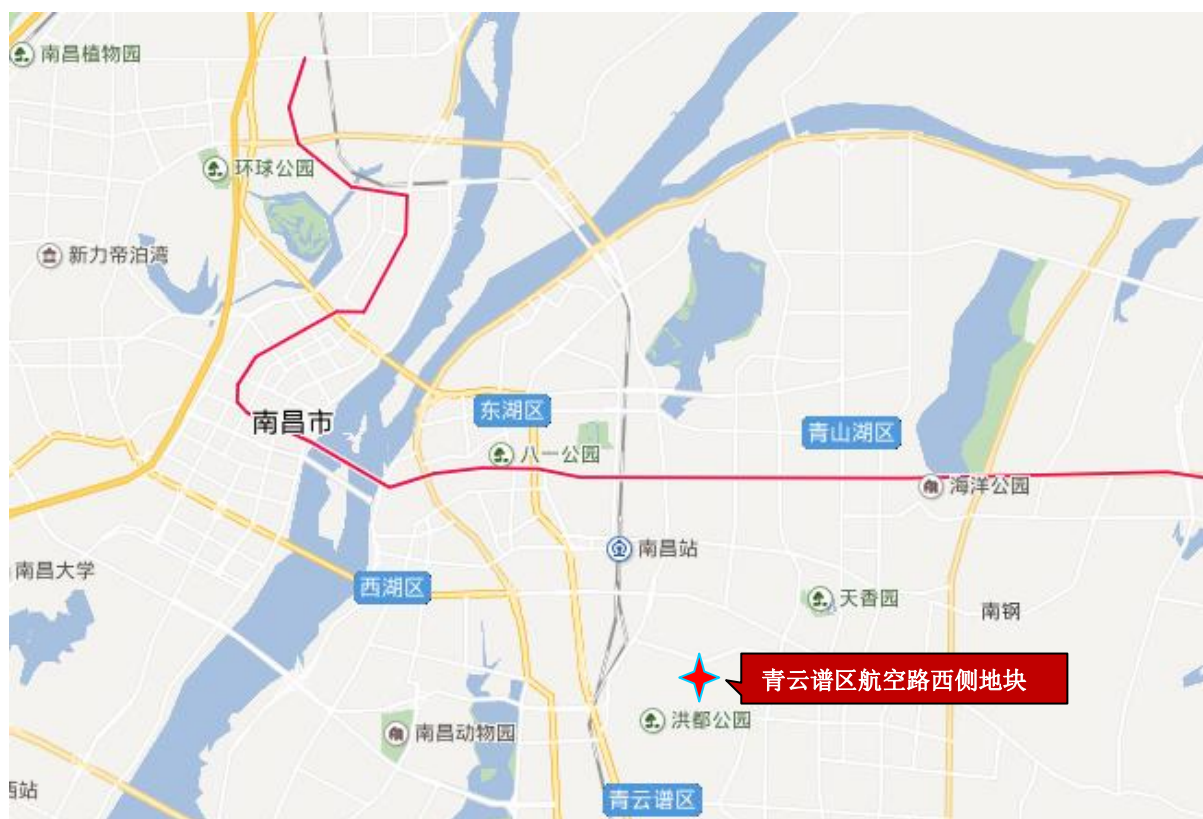 南昌植物园
环球公园
新力帝泊湾
东湖区
南昌市
青山湖区
八一公园
海洋公园
南昌站
南昌大学
西湖区
天香园
南钢
青云谱区航空路西侧地块
洪都公园
南昌动物园
西站
青云谱区